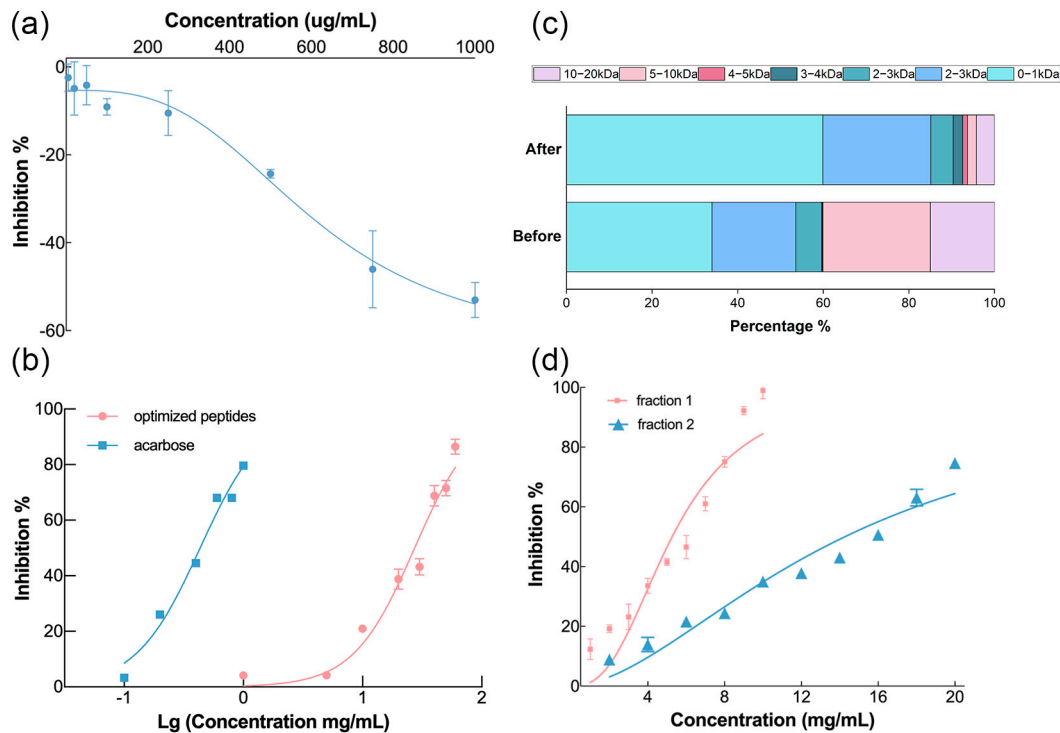 (a)
Concentration (ug/mL)
200 400 600 800 1000
0
-20
-40
-60
Inhibition %
(c)
10-20kDa 5-10kDa 4-5kDa 3-4kDa 2-3kDa 2-3kDa 0-1kDa
After
Before
0 20 40 60 80 100
Percentage %
(b)
100
80
60
40
20
0
Inhibition %
optimized peptides
acarbose
-1 0 1 2
Lg (Concentration mg/mL)
(d)
100
80
60
40
20
0
Inhibition %
fraction 1
fraction 2
4 8 12 16 20
Concentration (mg/mL)